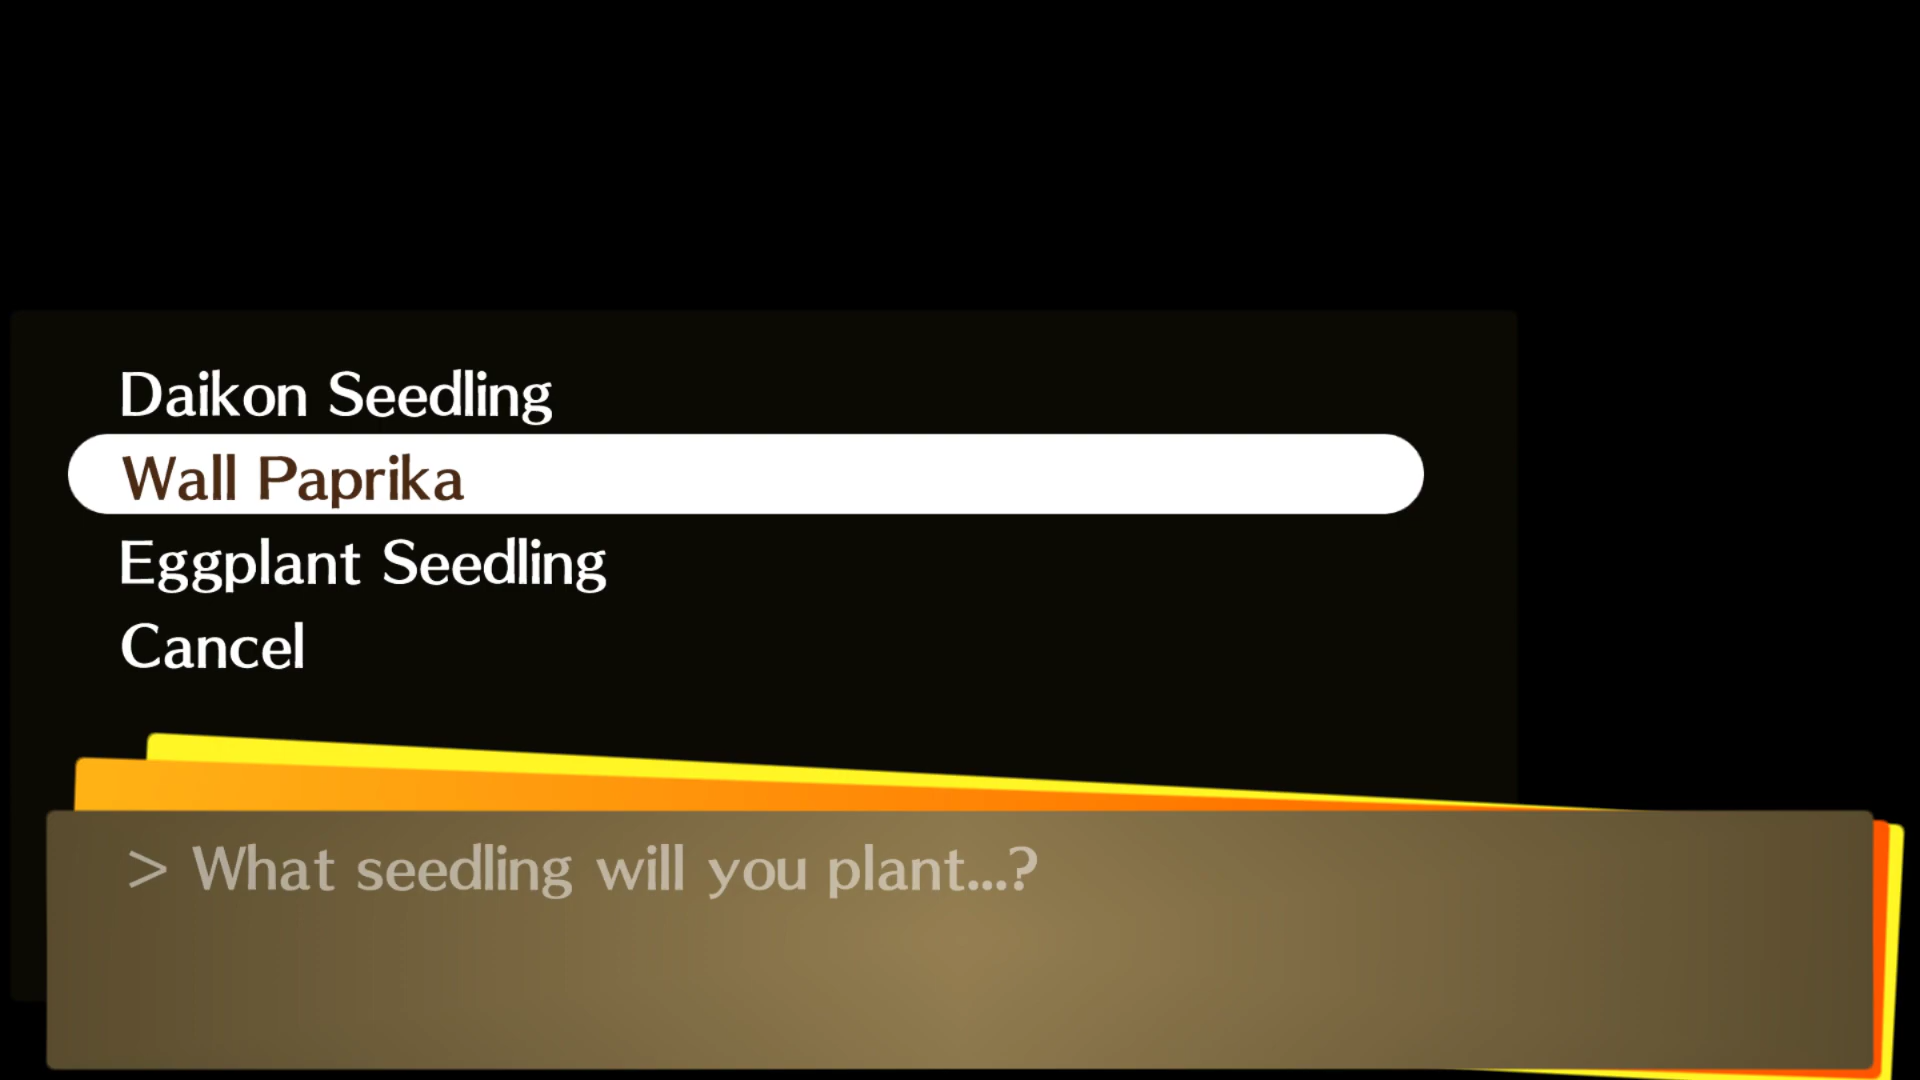 Daikon Seedling
Wall Paprika
Eggplant Seedling
Cancel
> What seedling will you plant...?